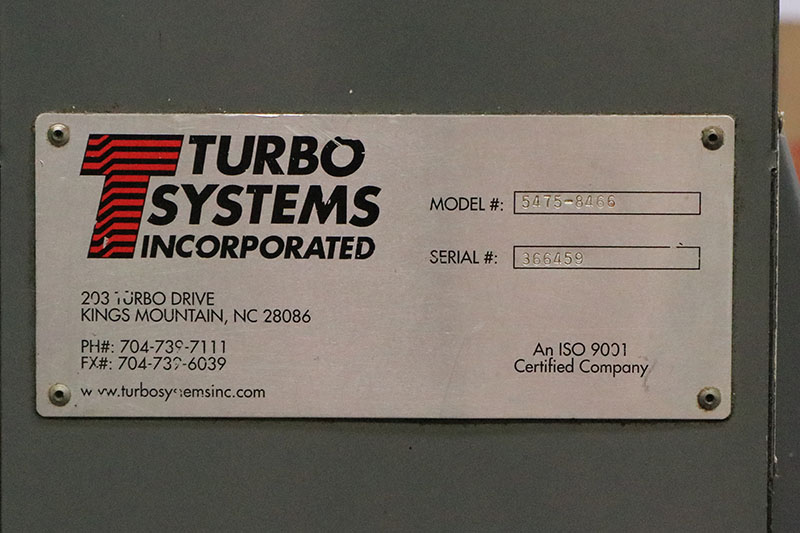 TURBO
SYSTEMS
INCORPORATED
MODEL #: 5475-8466
SERIAL #: 366459
203 TURBO DRIVE
KINGS MOUNTAIN, NC 28086
PH#: 704-739-7111
FX#: 704-739-6039
www.turbosystemsinc.com
An ISO 9001
Certified Company